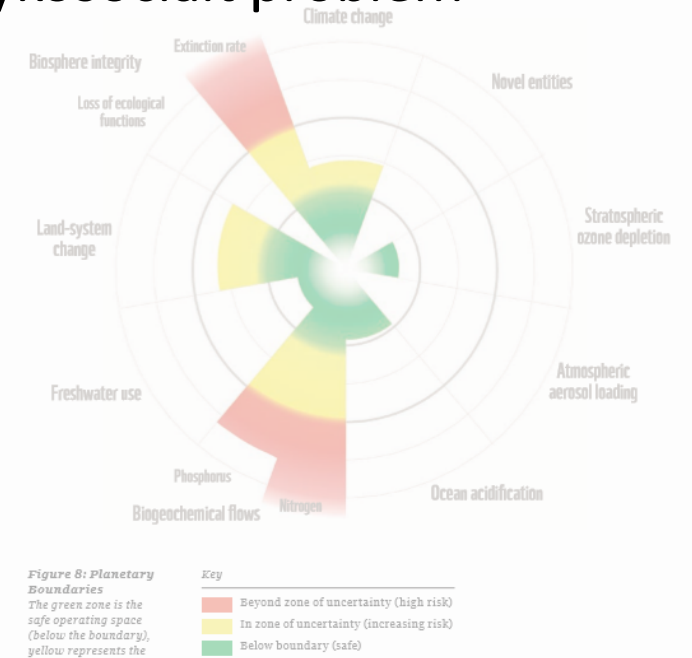 Climate change
Extinction rate
Biosphere integrity
Novel entities
Loss of ecological
functions
Stratospheric
ozone depletion
Land-system
change
Atmospheric
aerosol loading
Freshwater use
Phosphorus
Ocean acidification
Nitrogen
Biogeochemical flows
Figure 8: Planetary
Boundaries
The green zone is the
safe operating space
(below the boundary),
yellow represents the
Key
Beyond zone of uncertainty (high risk)
In zone of uncertainty (increasing risk)
Below boundary (safe)